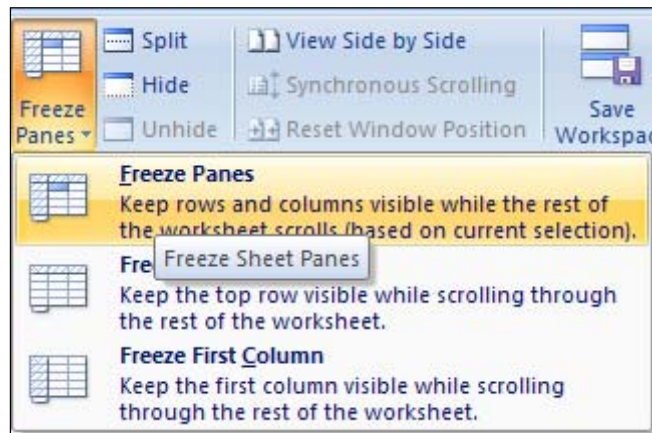 Split
View Side by Side
Hide
Synchronous Scrolling
Freeze
Panes
Unhide
Reset Window Position
Save
Workspac
Freeze Panes
Keep rows and columns visible while the rest of
the worksheet scrolls (based on current selection).
Freeze Sheet Panes
Fre
Keep the top row visible while scrolling through
the rest of the worksheet.
Freeze First Column
Keep the first column visible while scrolling
through the rest of the worksheet.